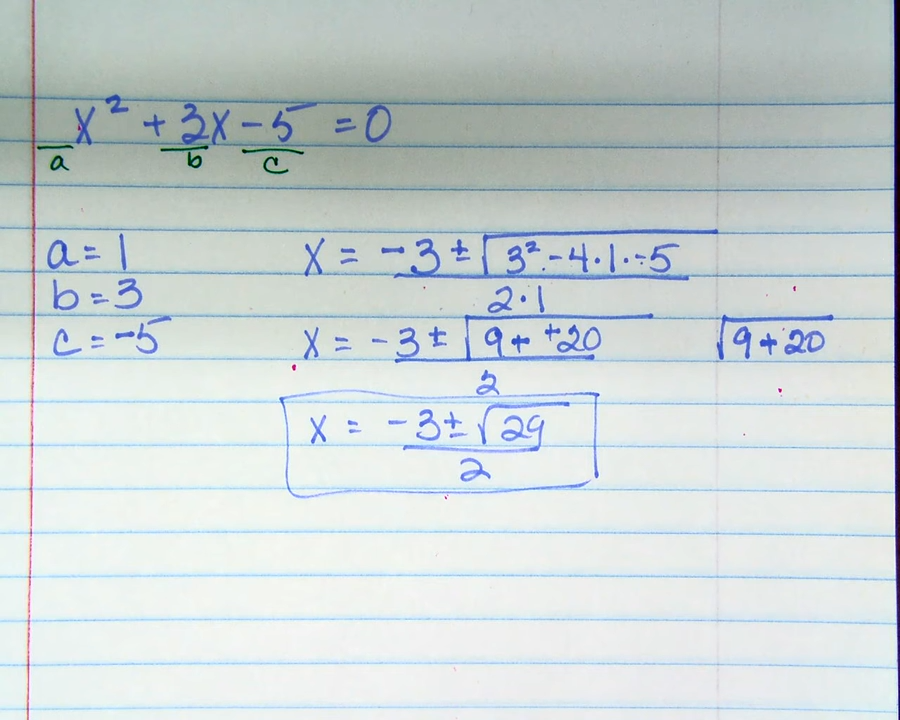 x² + 3x - 5 = 0
a b c
a = 1
x = -3 ± √3² - 4·1·-5
b = 3
2·1
c = -5
x = -3 ± √9 + +20
√9 + 20
2
x = -3 ± √29
2